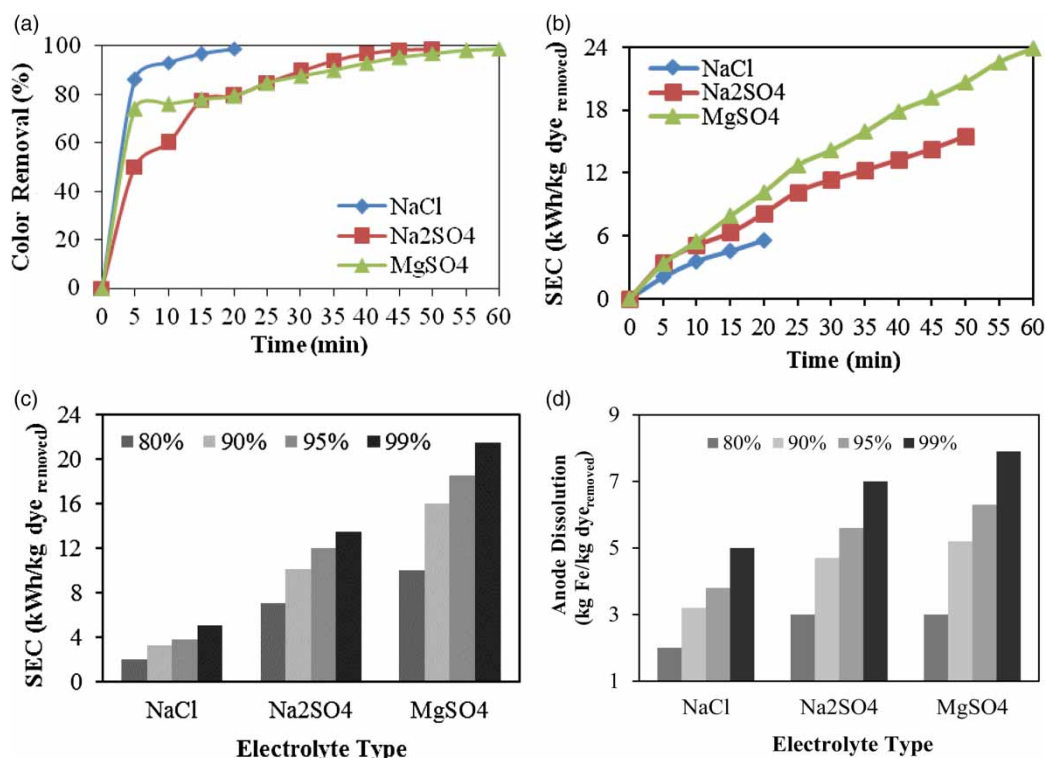 (a)
Color Removal (%)
100
80
60
40
20
0
NaCl
Na2SO4
MgSO4
0 5 10 15 20 25 30 35 40 45 50 55 60
Time (min)
(b)
SEC (kWh/kg dye removed)
24
18
12
6
0
NaCl
Na2SO4
MgSO4
0 5 10 15 20 25 30 35 40 45 50 55 60
Time (min)
(c)
SEC (kWh/kg dye removed)
24
20
16
12
8
4
0
80% 90% 95% 99%
NaCl Na2SO4 MgSO4
Electrolyte Type
(d)
Anode Dissolution
(kg Fe/kg dye removed)
9
7
5
3
1
80% 90% 95% 99%
NaCl Na2SO4 MgSO4
Electrolyte Type